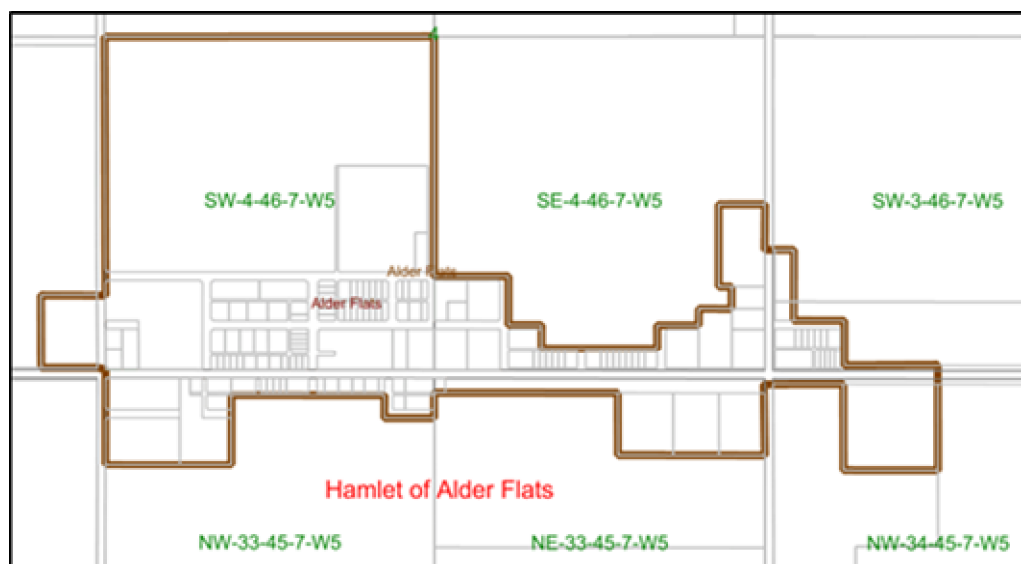 SW-4-46-7-W5
SE-4-46-7-W5
SW-3-46-7-W5
Alder Flats
Alder Flats
Hamlet of Alder Flats
NW-33-45-7-W5
NE-33-45-7-W5
NW-34-45-7-W5